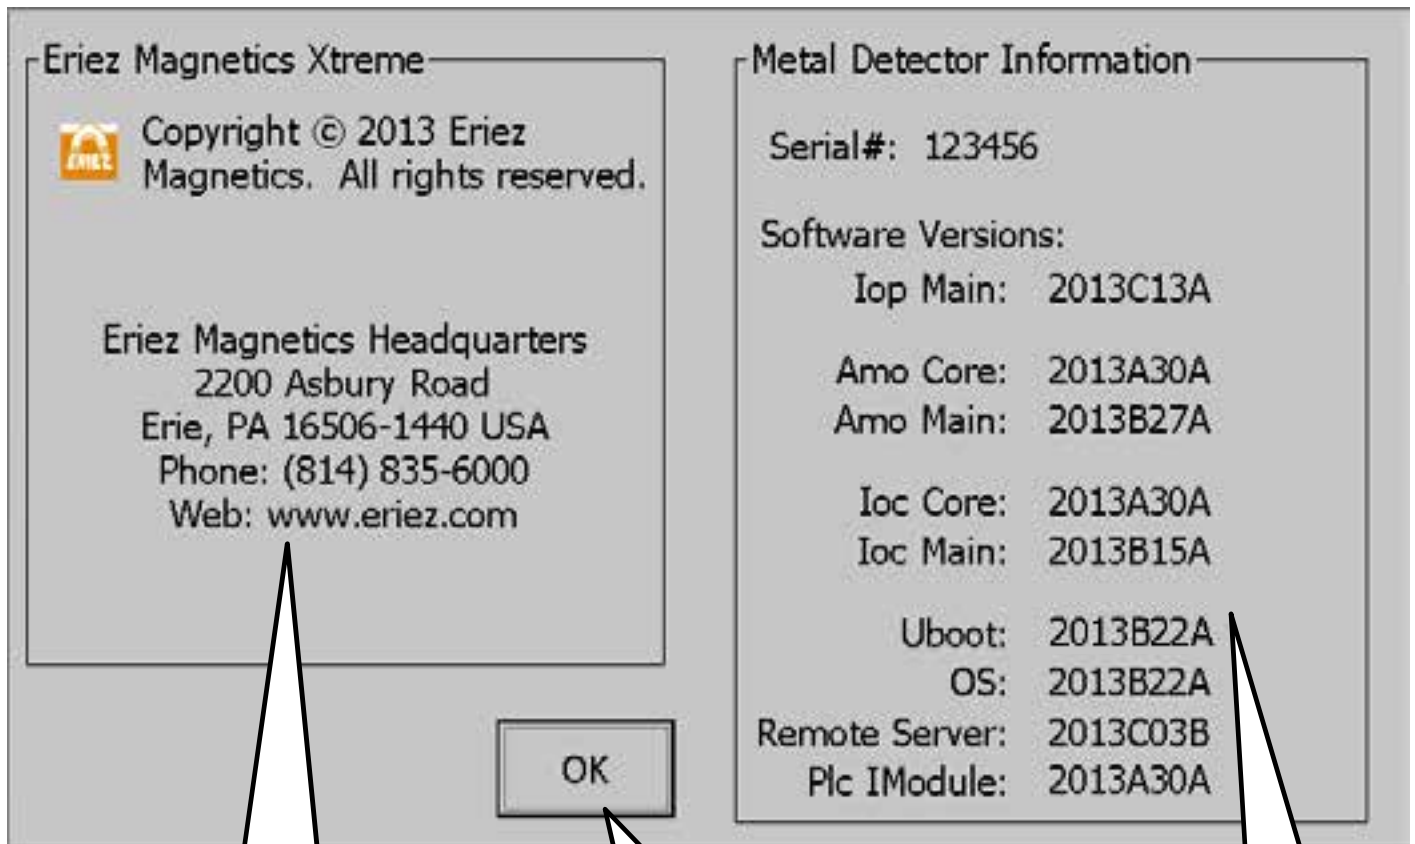 Eriez Magnetics Xtreme
ERIEZ
Copyright © 2013 Eriez
Magnetics. All rights reserved.
Eriez Magnetics Headquarters
2200 Asbury Road
Erie, PA 16506-1440 USA
Phone: (814) 835-6000
Web: www.eriez.com
OK
Metal Detector Information
Serial#: 123456
Software Versions:
Iop Main: 2013C13A
Amo Core: 2013A30A
Amo Main: 2013B27A
Ioc Core: 2013A30A
Ioc Main: 2013B15A
Uboot: 2013B22A
OS: 2013B22A
Remote Server: 2013C03B
Plc IModule: 2013A30A